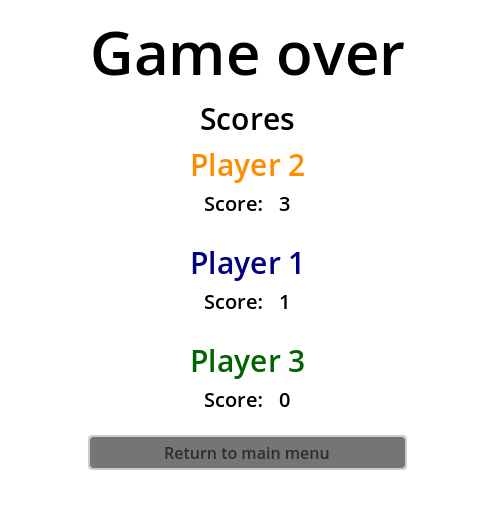 Game over
Scores
Player 2
Score: 3
Player 1
Score: 1
Player 3
Score: 0
Return to main menu